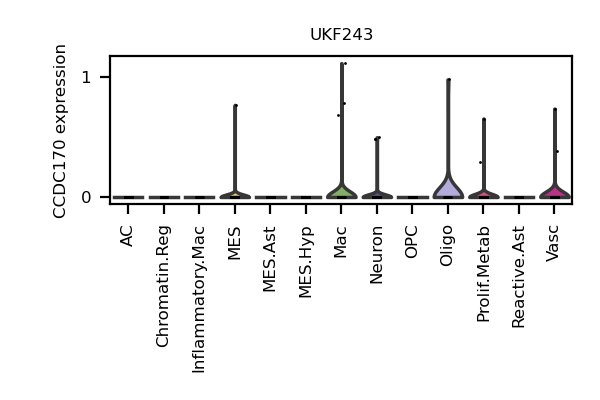 UKF243
CCDC170 expression
1
0
AC
Chromatin.Reg
Inflammatory.Mac
MES
MES.Ast
MES.Hyp
Mac
Neuron
OPC
Oligo
Prolif.Metab
Reactive.Ast
Vasc